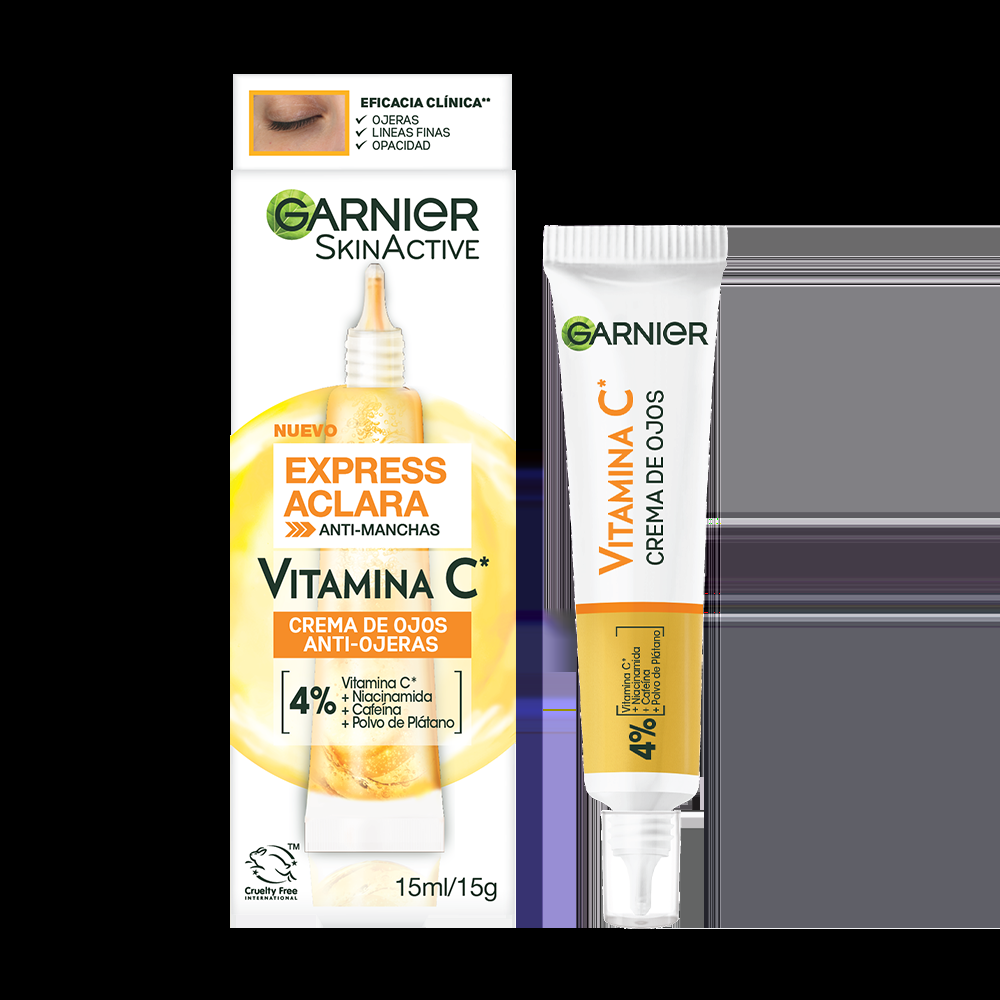 EFICACIA CLÍNICA**
✓ OJERAS
✓ LINEAS FINAS
✓ OPACIDAD
GARNIER
SKINACTIVE
NUEVO
EXPRESS
ACLARA
ANTI-MANCHAS
VITAMINA C*
CREMA DE OJOS
ANTI-OJERAS
4%
Vitamina C*
+ Niacinamida
+ Cafeína
+ Polvo de Plátano
Cruelty Free
INTERNATIONAL
TM
15ml/15g
GARNIER
VITAMINA C*
CREMA DE OJOS
4%
Vitamina C*
+ Niacinamida
+ Cafeína
+ Polvo de Plátano